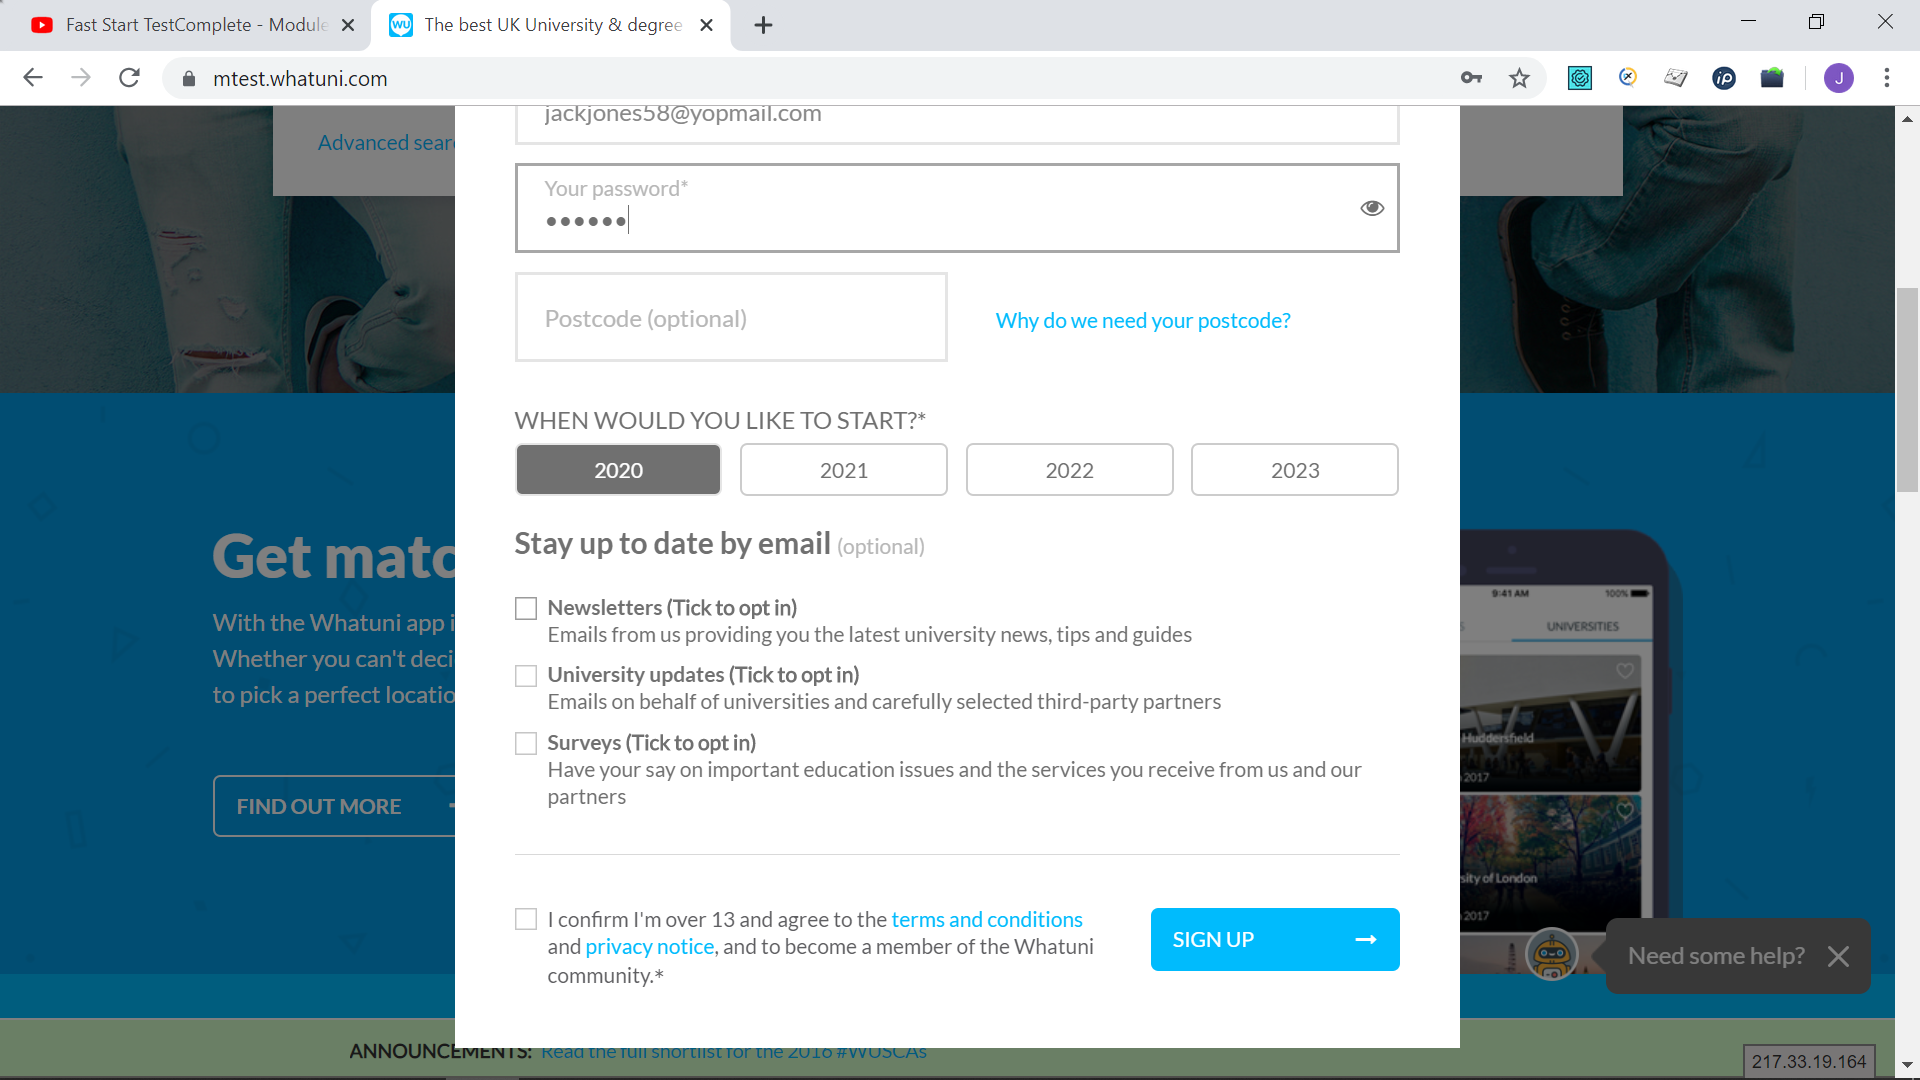 Fast Start TestComplete - Module
The best UK University & degree
mtest.whatuni.com
J
jackjones58@yopmail.com
Advanced sear
Your password*
Postcode (optional)
Why do we need your postcode?
WHEN WOULD YOU LIKE TO START?*
2020
2021
2022
2023
Stay up to date by email (optional)
Newsletters (Tick to opt in)
Emails from us providing you the latest university news, tips and guides
University updates (Tick to opt in)
Emails on behalf of universities and carefully selected third-party partners
Surveys (Tick to opt in)
Have your say on important education issues and the services you receive from us and our
partners
I confirm I'm over 13 and agree to the terms and conditions
and privacy notice, and to become a member of the Whatuni
community.*
SIGN UP
Get matc
With the Whatuni app i
Whether you can't deci
to pick a perfect locatio
FIND OUT MORE
9:41 AM
100%
UNIVERSITIES
Huddersfield
2017
sity of London
2017
Need some help?
ANNOUNCEMENTS: Read the full shortlist for the 2016 #WUSCAs
217.33.19.164